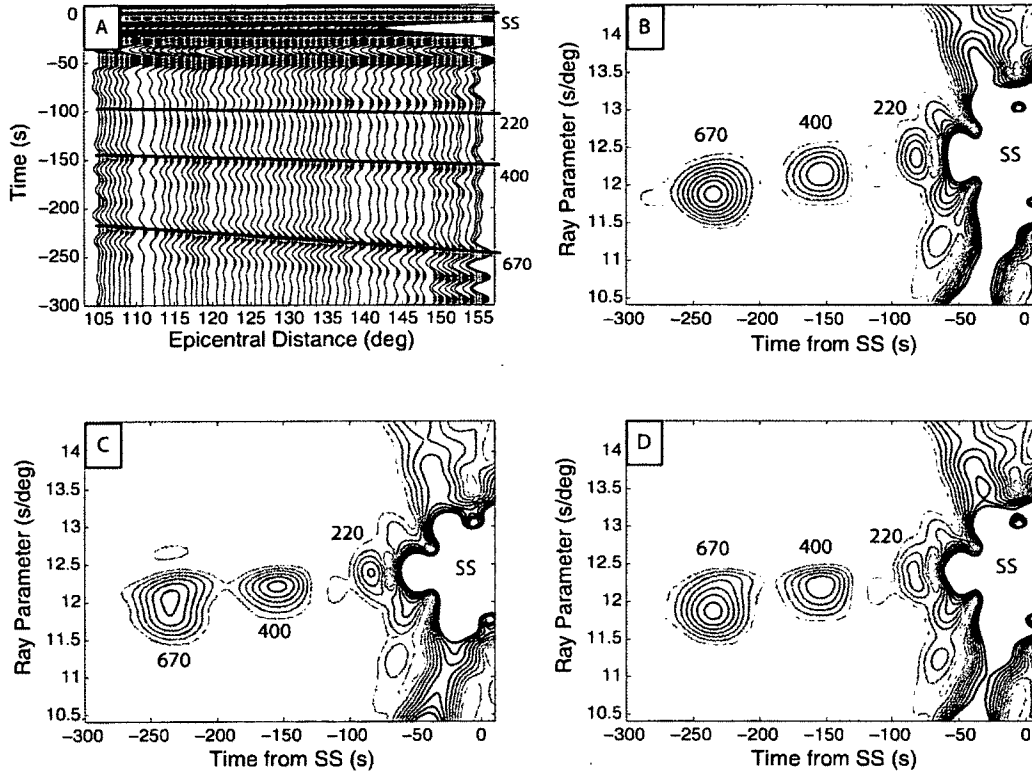 A
0
SS
-50
-100
220
-150
400
-200
-250
670
-300
Time (s)
105 110 115 120 125 130 135 140 145 150 155
Epicentral Distance (deg)
B
14
13.5
13
12.5
12
11.5
11
10.5
Ray Parameter (s/deg)
670
400
220
SS
-300 -250 -200 -150 -100 -50 0
Time from SS (s)
C
14
13.5
13
12.5
12
11.5
11
10.5
Ray Parameter (s/deg)
220
SS
400
670
-250 -200 -150 -100 -50 0
Time from SS (s)
D
14
13.5
13
12.5
12
11.5
11
10.5
Ray Parameter (s/deg)
670
400
220
SS
-300 -250 -200 -150 -100 -50 0
Time from SS (s)